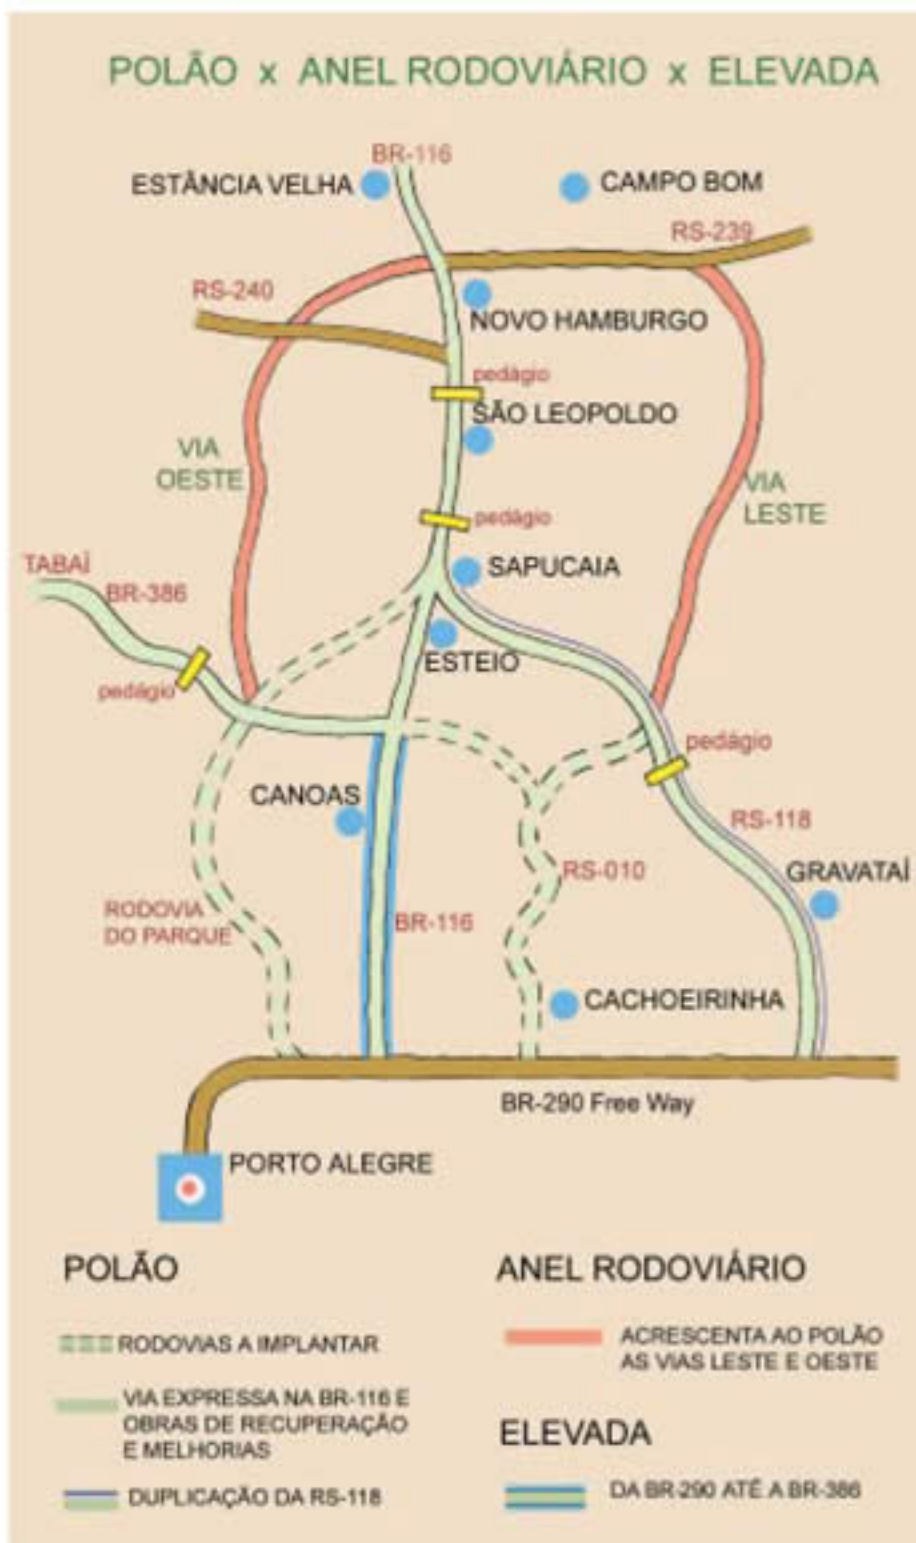 POLÃO x ANEL RODOVIÁRIO x ELEVADA
BR-116
ESTÂNCIA VELHA
CAMPO BOM
RS-239
RS-240
NOVO HAMBURGO
pedágio
SÃO LEOPOLDO
VIA
OESTE
VIA
LESTE
pedágio
TABAÍ
BR-386
SAPUCAIA
ESTEIO
pedágio
pedágio
CANOAS
RS-118
RS-010
GRAVATAÍ
RODOVIA
DO PARQUE
BR-116
CACHOEIRINHA
BR-290 Free Way
PORTO ALEGRE
POLÃO
RODOVIAS A IMPLANTAR
VIA EXPRESSA NA BR-116 E
OBRAS DE RECUPERAÇÃO
E MELHORIAS
DUPLICAÇÃO DA RS-118
ANEL RODOVIÁRIO
ACRESCENTA AO POLÃO
AS VIAS LESTE E OESTE
ELEVADA
DA BR-290 ATÉ A BR-386